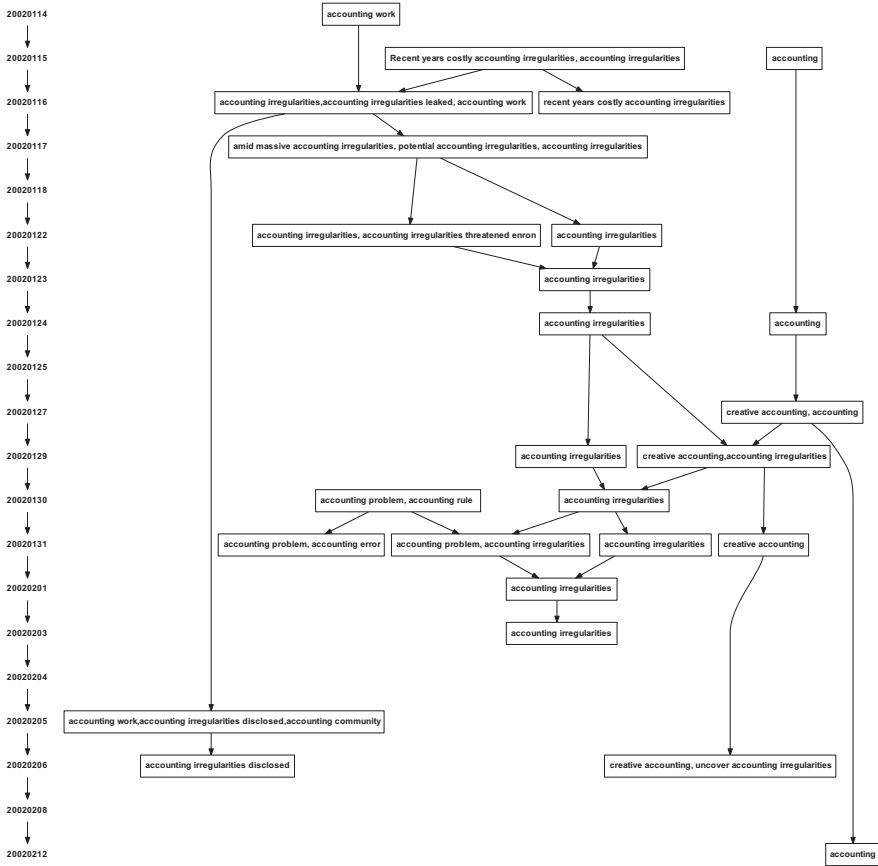 20020114
accounting work
20020115
Recent years costly accounting irregularities, accounting irregularities
accounting
20020116
accounting irregularities,accounting irregularities leaked, accounting work
recent years costly accounting irregularities
20020117
amid massive accounting irregularities, potential accounting irregularities, accounting irregularities
20020118
20020122
accounting irregularities, accounting irregularities threatened enron
accounting irregularities
20020123
accounting irregularities
20020124
accounting irregularities
accounting
20020125
20020127
creative accounting, accounting
20020129
accounting irregularities
creative accounting,accounting irregularities
20020130
accounting problem, accounting rule
accounting irregularities
20020131
accounting problem, accounting error
accounting problem, accounting irregularities
accounting irregularities
creative accounting
20020201
accounting irregularities
20020203
accounting irregularities
20020204
20020205
accounting work,accounting irregularities disclosed,accounting community
20020206
accounting irregularities disclosed
creative accounting, uncover accounting irregularities
20020208
20020212
accounting